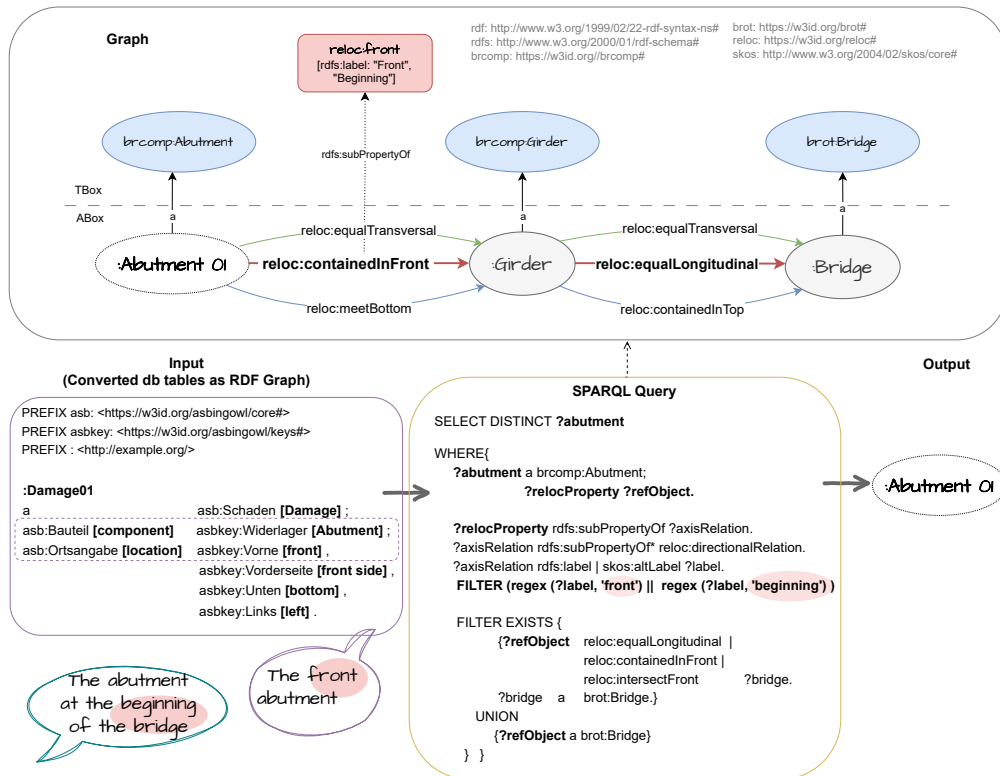 Graph
rdf: http://www.w3.org/1999/02/22-rdf-syntax-ns#
rdfs: http://www.w3.org/2000/01/rdf-schema#
brcomp: https://w3id.org//brcomp#
brot: https://w3id.org/brot#
reloc: https://w3id.org/reloc#
skos: http://www.w3.org/2004/02/skos/core#
reloc:front
[rdfs:label: "Front",
"Beginning"]
brcomp:Abutment
rdfs:subPropertyOf
brcomp:Girder
brot:Bridge
TBox
ABox
a
a
a
reloc:equalTransversal
reloc:equalTransversal
:Abutment 01
reloc:containedInFront
:Girder
reloc:equalLongitudinal
:Bridge
reloc:meetBottom
reloc:containedInTop
Input
(Converted db tables as RDF Graph)
PREFIX asb: <https://w3id.org/asbingowl/core#>
PREFIX asbkey: <https://w3id.org/asbingowl/keys#>
PREFIX : <http://example.org/>
:Damage01
a asb:Schaden [Damage] ;
asb:Bauteil [component] asbkey:Widerlager [Abutment] ;
asb:Ortsangabe [location] asbkey:Vorne [front] ,
asbkey:Vorderseite [front side] ,
asbkey:Unten [bottom] ,
asbkey:Links [left] .
The abutment
at the beginning
of the bridge
The front
abutment
SPARQL Query
SELECT DISTINCT ?abutment
WHERE{
?abutment a brcomp:Abutment;
?relocProperty ?refObject.
?relocProperty rdfs:subPropertyOf ?axisRelation.
?axisRelation rdfs:subPropertyOf* reloc:directionalRelation.
?axisRelation rdfs:label | skos:altLabel ?label.
FILTER (regex (?label, 'front') || regex (?label, 'beginning') )
FILTER EXISTS {
{?refObject reloc:equalLongitudinal |
reloc:containedInFront |
reloc:intersectFront ?bridge.
?bridge a brot:Bridge.}
UNION
{?refObject a brot:Bridge}
} }
Output
:Abutment 01